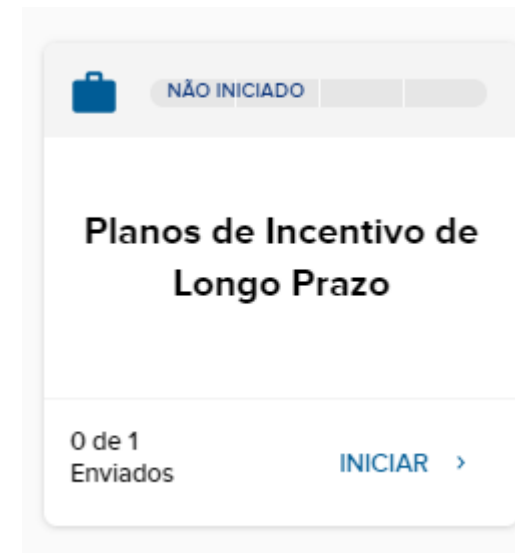 NÃO INICIADO
Planos de Incentivo de
Longo Prazo
0 de 1
Enviados
INICIAR